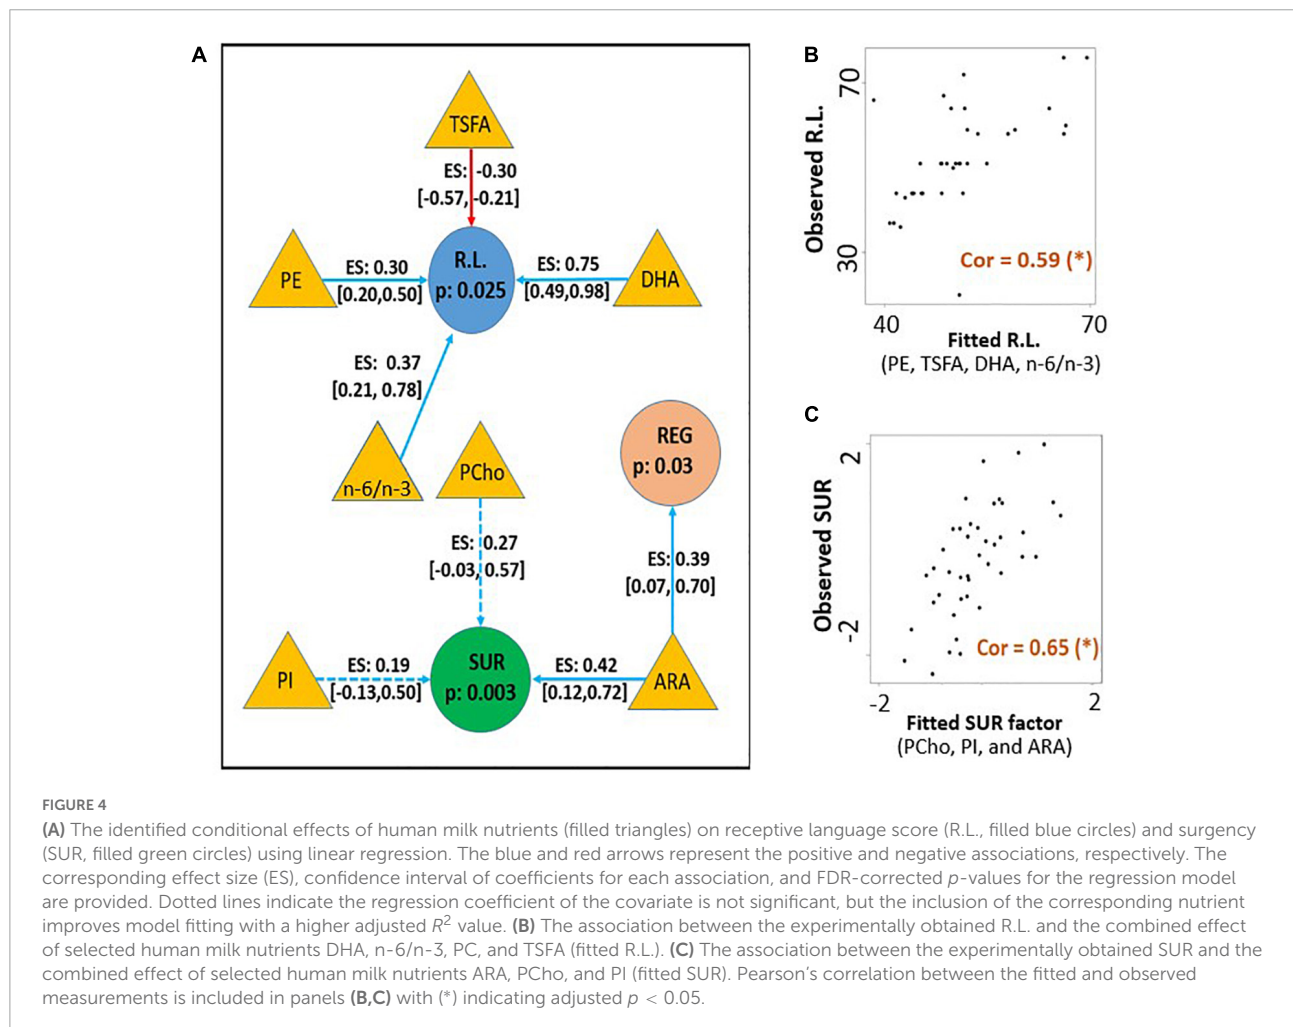 A
TSFA
ES: -0.30
[-0.57, -0.21]
PE
ES: 0.30
[0.20,0.50]
R.L.
p: 0.025
ES: 0.75
[0.49,0.98]
DHA
ES: 0.37
[0.21, 0.78]
n-6/n-3
PCho
REG
p: 0.03
ES: 0.27
[-0.03, 0.57]
ES: 0.39
[0.07, 0.70]
PI
ES: 0.19
[-0.13,0.50]
SUR
p: 0.003
ES: 0.42
[0.12,0.72]
ARA
B
Observed R.L.
70
30
Cor = 0.59 (*)
40
70
Fitted R.L.
(PE, TSFA, DHA, n-6/n-3)
C
Observed SUR
2
-2
Cor = 0.65 (*)
-2
2
Fitted SUR factor
(PCho, PI, and ARA)
FIGURE 4
(A) The identified conditional effects of human milk nutrients (filled triangles) on receptive language score (R.L., filled blue circles) and surgency
(SUR, filled green circles) using linear regression. The blue and red arrows represent the positive and negative associations, respectively. The
corresponding effect size (ES), confidence interval of coefficients for each association, and FDR-corrected p-values for the regression model
are provided. Dotted lines indicate the regression coefficient of the covariate is not significant, but the inclusion of the corresponding nutrient
improves model fitting with a higher adjusted R² value. (B) The association between the experimentally obtained R.L. and the combined effect
of selected human milk nutrients DHA, n-6/n-3, PC, and TSFA (fitted R.L.). (C) The association between the experimentally obtained SUR and the
combined effect of selected human milk nutrients ARA, PCho, and PI (fitted SUR). Pearson's correlation between the fitted and observed
measurements is included in panels (B,C) with (*) indicating adjusted p < 0.05.